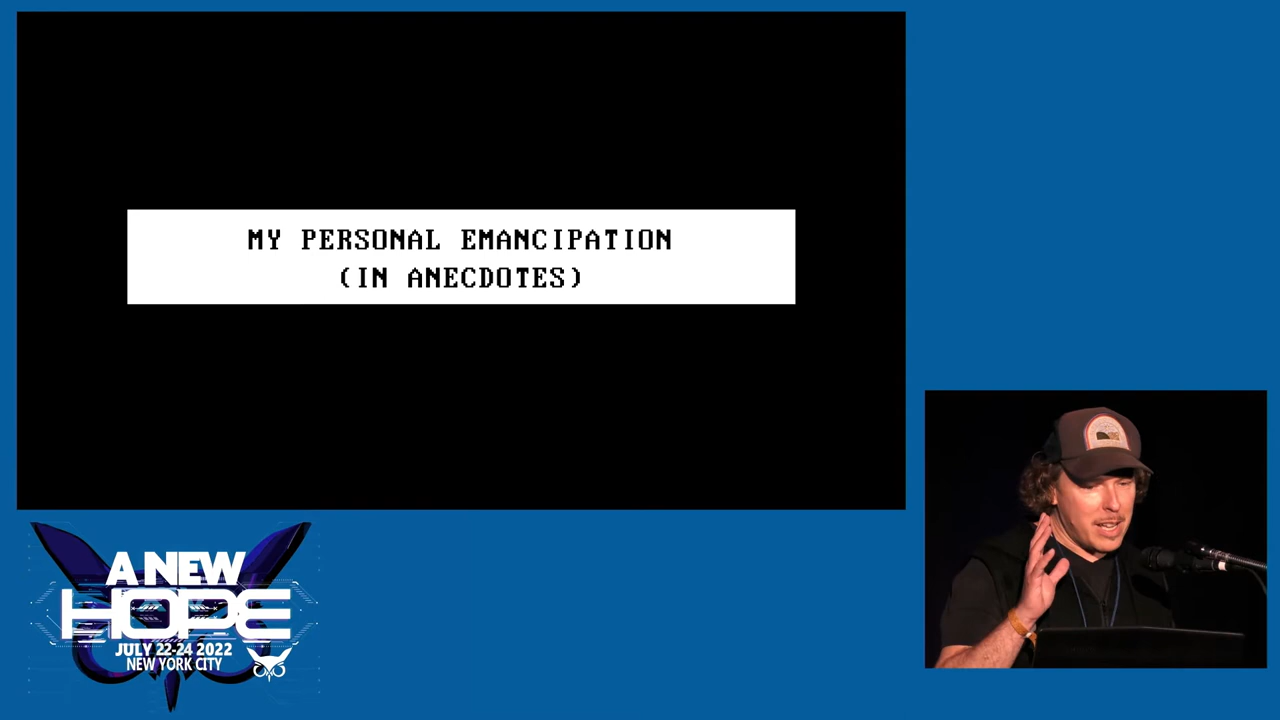 MY PERSONAL EMANCIPATION
(IN ANECDOTES)
A NEW
HOPE
JULY 22-24 2022
NEW YORK CITY